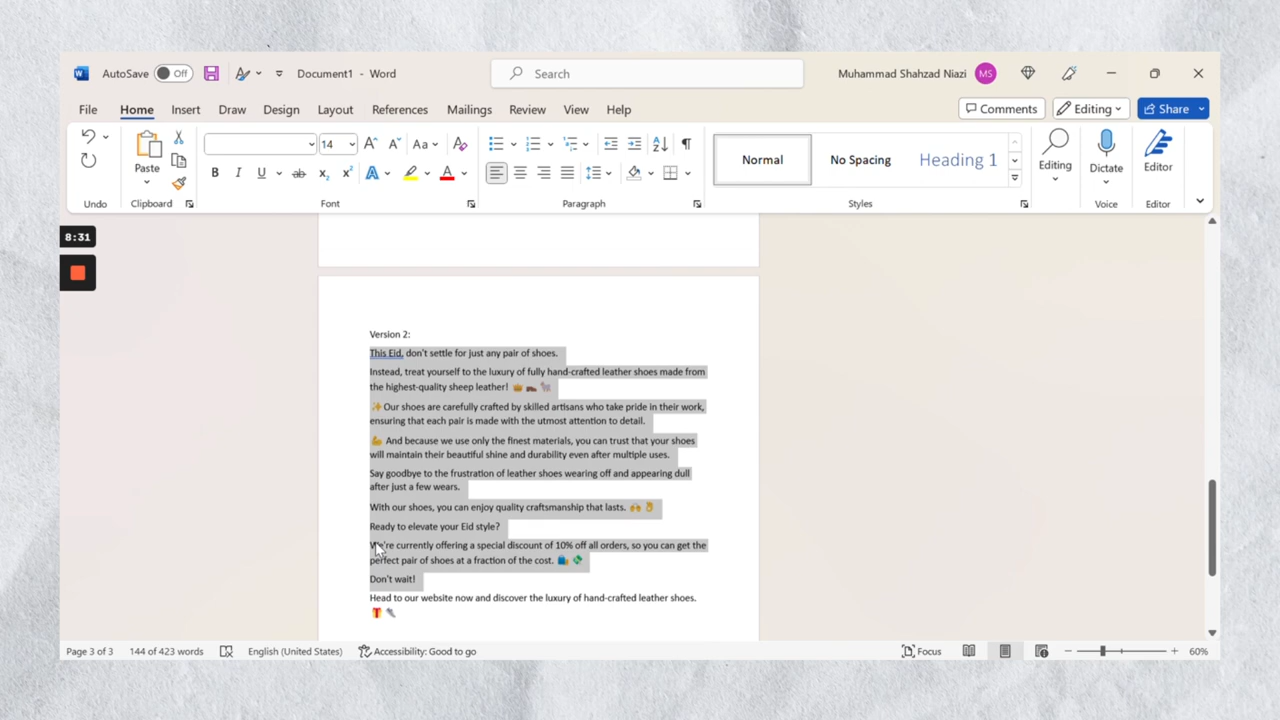 AutoSave Off Document1 - Word Search Muhammad Shahzad Niazi MS
File Home Insert Draw Design Layout References Mailings Review View Help Comments Editing Share
14 Aa
Paste B I U ab x₂ x² A A Normal No Spacing Heading 1 Editing Dictate Editor
Undo Clipboard Font Paragraph Styles Voice Editor
8:31
Version 2:
This Eid, don't settle for just any pair of shoes.
Instead, treat yourself to the luxury of fully hand-crafted leather shoes made from
the highest-quality sheep leather! 👑 👞 🐑
✨Our shoes are carefully crafted by skilled artisans who take pride in their work,
ensuring that each pair is made with the utmost attention to detail.
💪 And because we use only the finest materials, you can trust that your shoes
will maintain their beautiful shine and durability even after multiple uses.
Say goodbye to the frustration of leather shoes wearing off and appearing dull
after just a few wears.
With our shoes, you can enjoy quality craftsmanship that lasts. 🙌 👌
Ready to elevate your Eid style?
We're currently offering a special discount of 10% off all orders, so you can get the
perfect pair of shoes at a fraction of the cost. 🛍️ 💸
Don't wait!
Head to our website now and discover the luxury of hand-crafted leather shoes.
🎁 👟
Page 3 of 3 144 of 423 words English (United States) Accessibility: Good to go Focus 60%